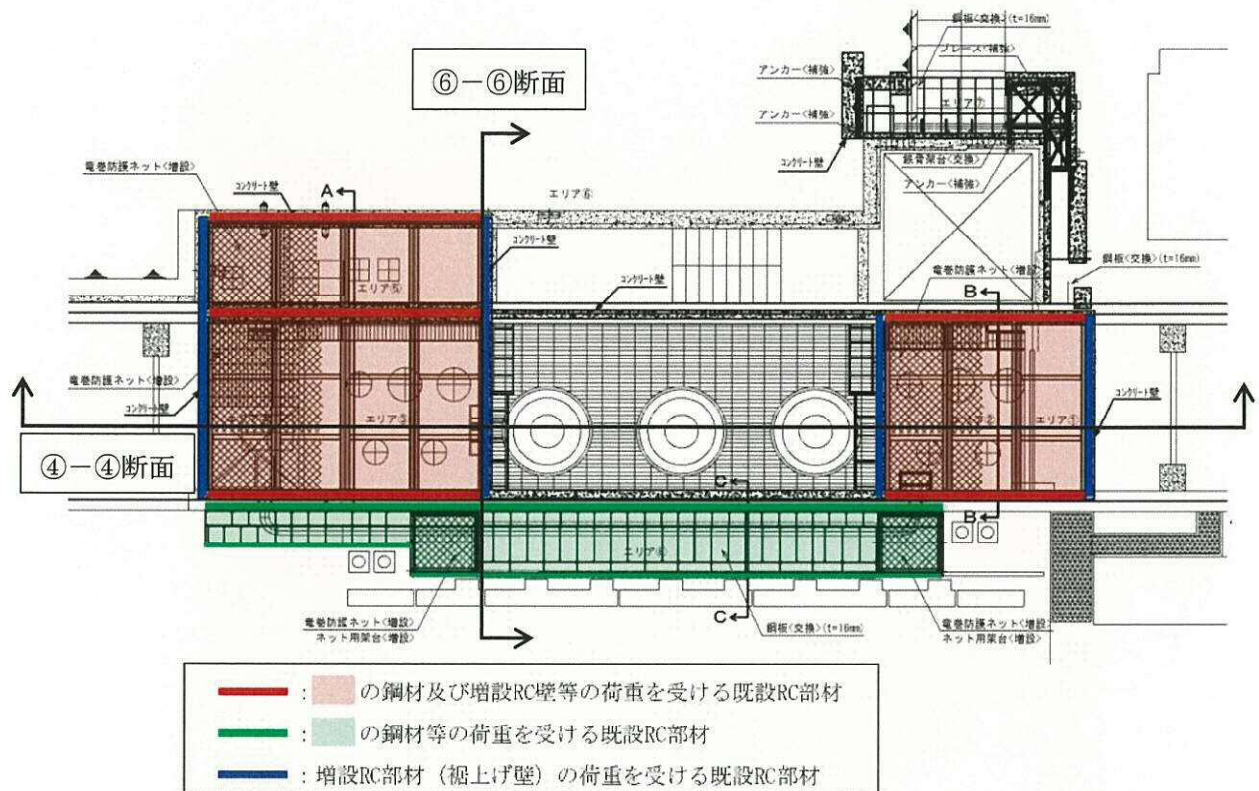 ⑥－⑥断面
鋼板<交換>(t=16mm)
ブレース<補強>
アンカー<補強>
エリア⑦
アンカー<補強>
コンクリート壁
鉄骨架台<交換>
アンカー<補強>
竜巻防護ネット<増設>
コンクリート壁
A
エリア⑥
コンクリート壁
コンクリート壁
竜巻防護ネット<増設>
鋼板<交換>(t=16mm)
B
エリア⑤
竜巻防護ネット<増設>
コンクリート壁
エリア③
エリア①
コンクリート壁
④－④断面
C
B
エリア⑧
C
竜巻防護ネット<増設>
ネット用架台<増設>
鋼板<交換>(t=16mm)
竜巻防護ネット<増設>
ネット用架台<増設>
：の鋼材及び増設RC壁等の荷重を受ける既設RC部材
：の鋼材等の荷重を受ける既設RC部材
：増設RC部材（裾上げ壁）の荷重を受ける既設RC部材